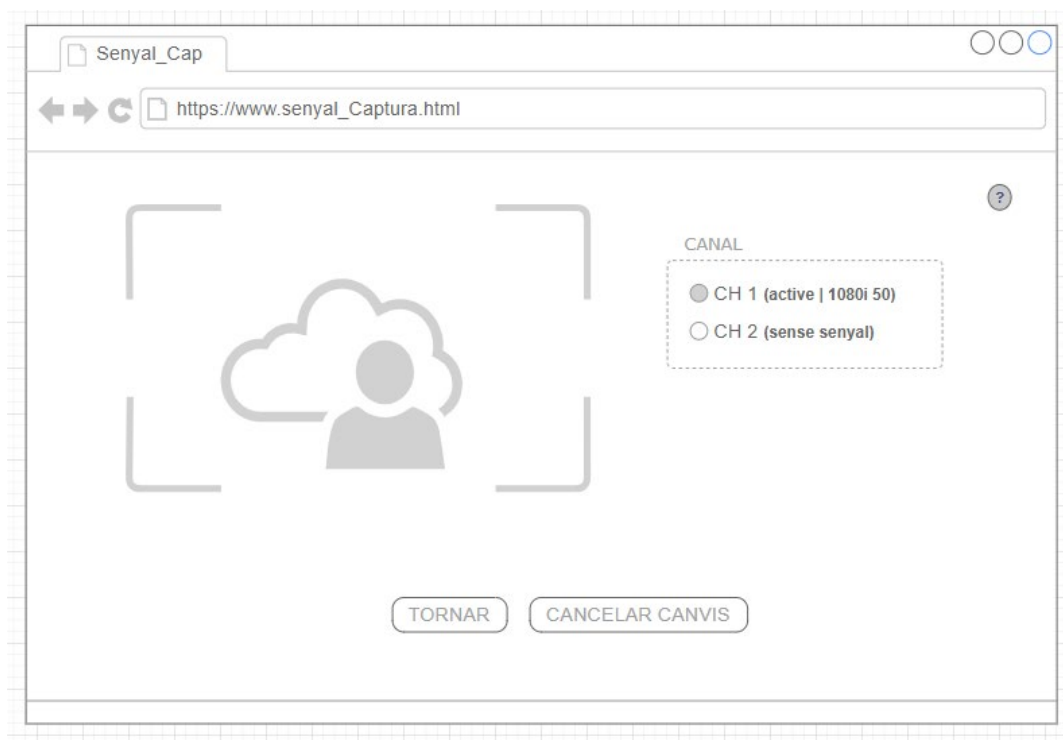 Senyal_Cap
https://www.senyal_Captura.html
?
CANAL
CH 1 (active | 1080i 50)
CH 2 (sense senyal)
TORNAR
CANCELAR CANVIS